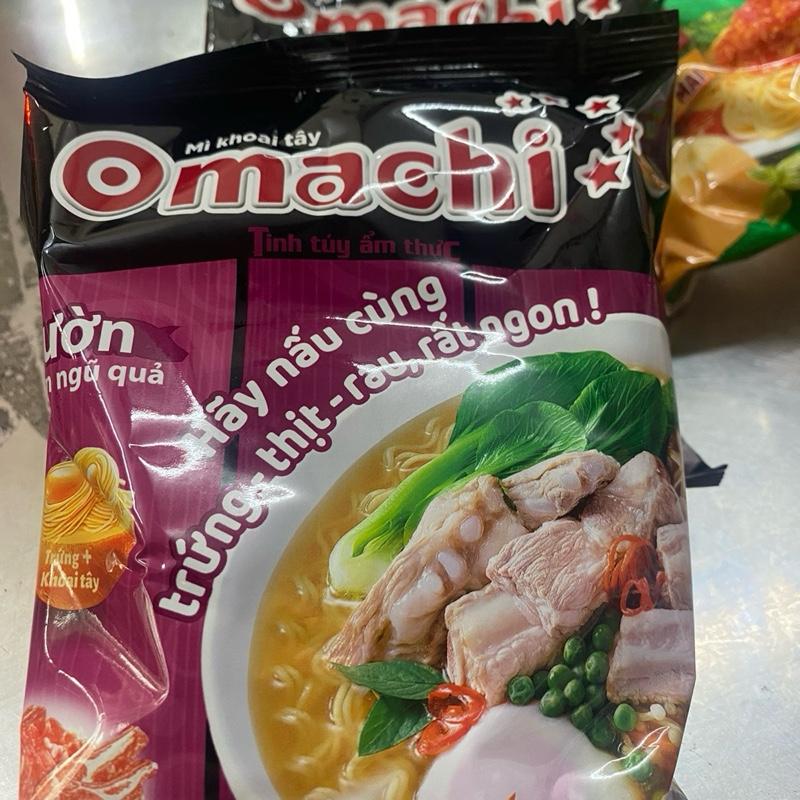 Omachi
Mì khoai tây
Omachi
Tinh túy ẩm thực
ườn
ngũ quả
Hãy nấu cùng
trứng - thịt - rau, rất ngon !
Trứng +
Khoai tây